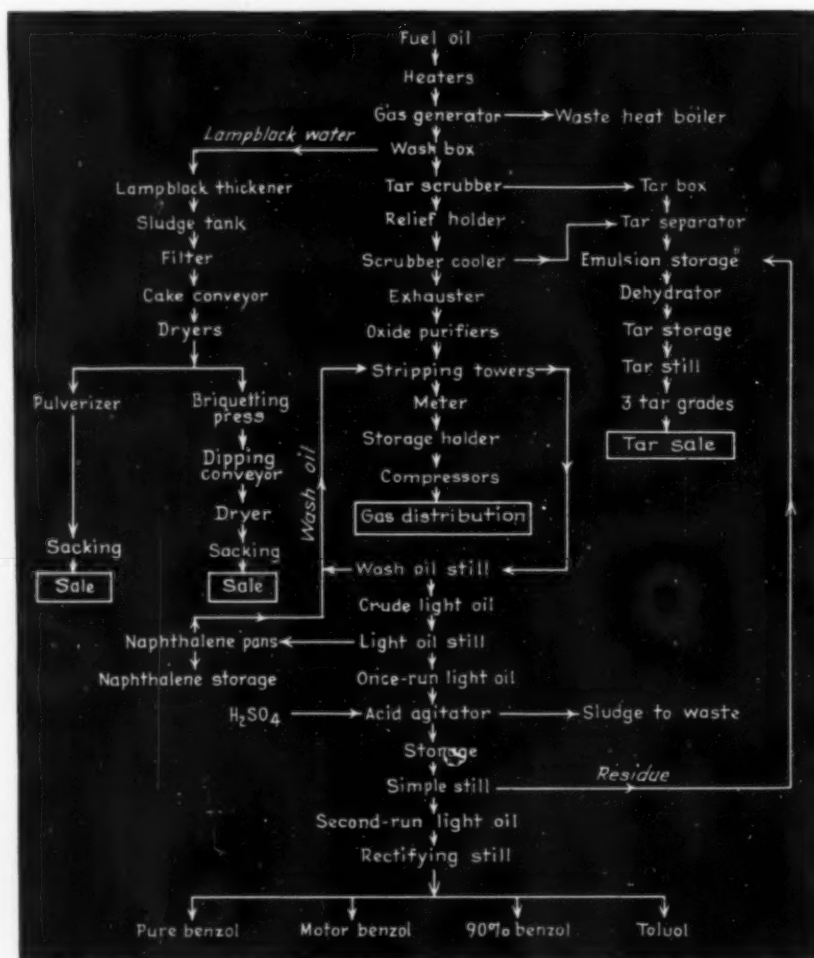 Fuel oil
Heaters
Gas generator
Waste heat boiler
Lampblack water
Wash box
Lampblack thickener
Tar scrubber
Tar box
Sludge tank
Relief holder
Tar separator
Filter
Scrubber cooler
Emulsion storage
Cake conveyor
Exhauster
Dehydrator
Dryers
Oxide purifiers
Tar storage
Stripping towers
Tar still
Pulverizer
Briquetting
press
Meter
3 tar grades
Storage holder
Tar sale
Dipping
conveyor
Wash oil
Compressors
Dryer
Gas distribution
Sacking
Sacking
Sale
Sale
Wash oil still
Crude light oil
Naphthalene pans
Light oil still
Naphthalene storage
Once-run light oil
H₂SO₄
Acid agitator
Sludge to waste
Storage
Simple still
Residue
Second-run light oil
Rectifying still
Pure benzol
Motor benzol
90% benzol
Toluol